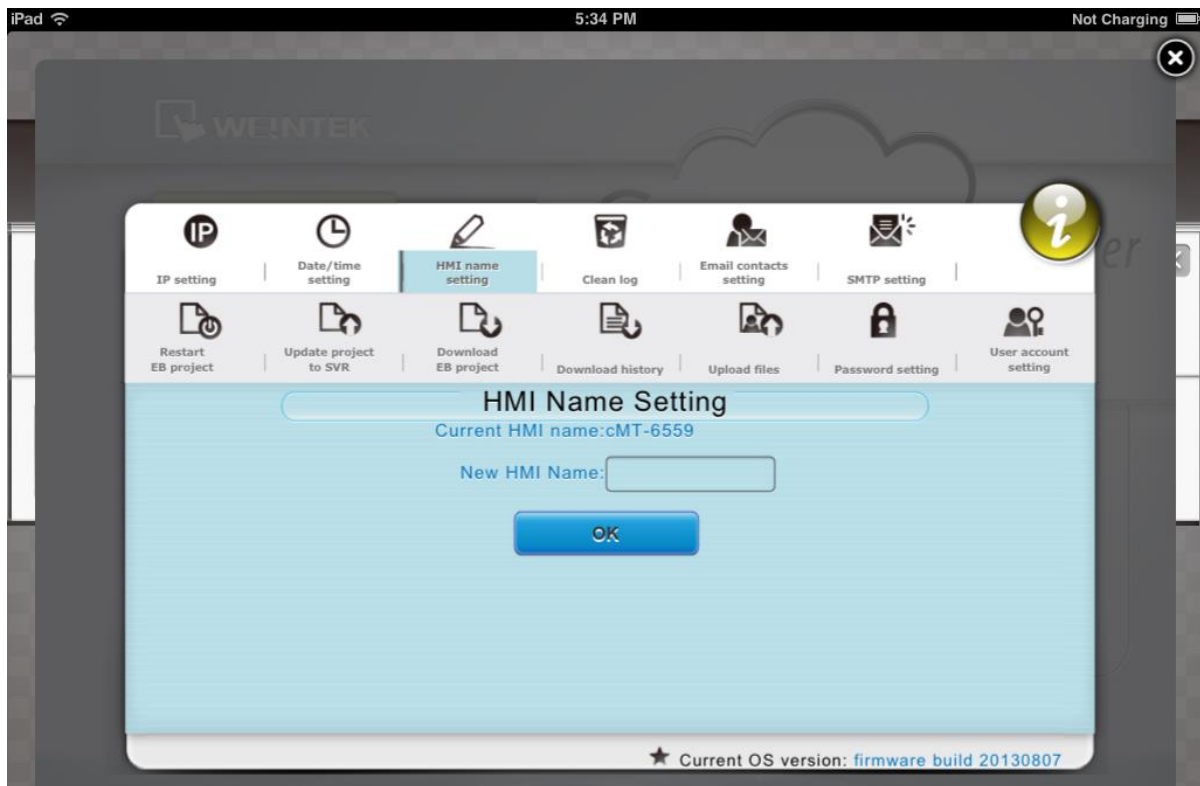 iPad 5:34 PM Not Charging
WEINTEK
er
IP
IP setting
Date/time
setting
HMI name
setting
Clean log
Email contacts
setting
SMTP setting
i
Restart
EB project
Update project
to SVR
Download
EB project
Download history
Upload files
Password setting
User account
setting
HMI Name Setting
Current HMI name:cMT-6559
New HMI Name:
OK
★ Current OS version: firmware build 20130807